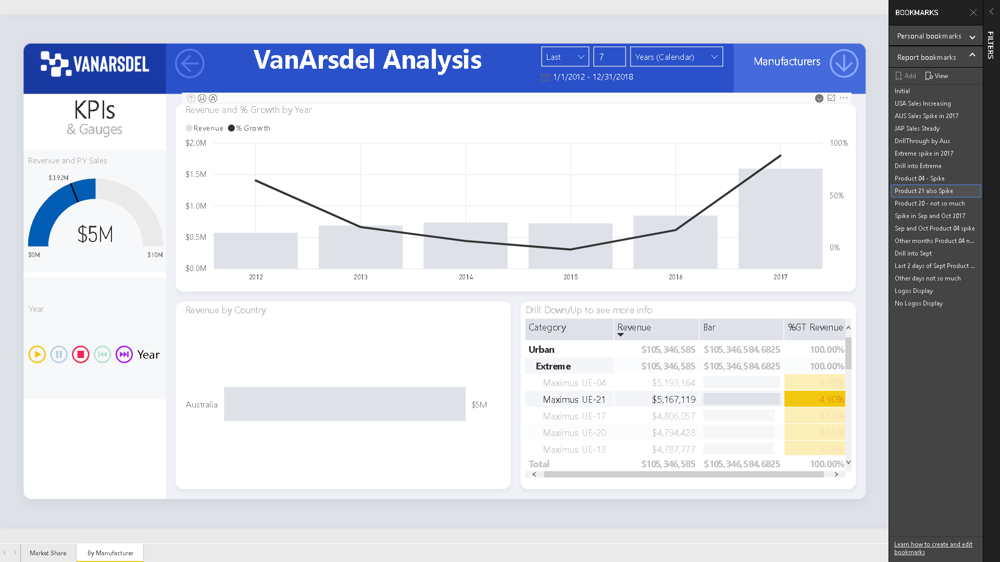 VANARSDEL
VanArsdel Analysis
Last
7
Years (Calendar)
1/1/2012 - 12/31/2018
Manufacturers
KPIs
& Gauges
Revenue and PY Sales
$3.92M
$5M
$0M
$10M
Year
Year
Revenue and % Growth by Year
Revenue
% Growth
$2.0M
$1.5M
$1.0M
$0.5M
$0.0M
100%
50%
0%
2012 2013 2014 2015 2016 2017
Revenue by Country
Australia
$5M
Drill Down/Up to see more info
Category Revenue Bar %GT Revenue
Urban $105,346,585 $105,346,584.6825 100.00%
Extreme $105,346,585 $105,346,584.6825 100.00%
Maximus UE-04 $5,193,164 4.93%
Maximus UE-21 $5,167,119 4.90%
Maximus UE-17 $4,806,057 4.56%
Maximus UE-20 $4,794,428 4.55%
Maximus UE-13 $4,787,777 4.54%
Total $105,346,585 $105,346,584.6825 100.00%
Market Share
By Manufacturer
BOOKMARKS
Personal bookmarks
Report bookmarks
Add View
Initial
USA Sales Increasing
AUS Sales Spike in 2017
JAP Sales Steady
DrillThrough by Aus
Extreme spike in 2017
Drill into Extreme
Product 04 - Spike
Product 21 also Spike
Product 20 - not so much
Spike in Sep and Oct 2017
Sep and Oct Product 04 spike
Other months Product 04 n...
Drill into Sept
Last 2 days of Sept Product ...
Other days not so much
Logos Display
No Logos Display
Learn how to create and edit
bookmarks
FILTERS